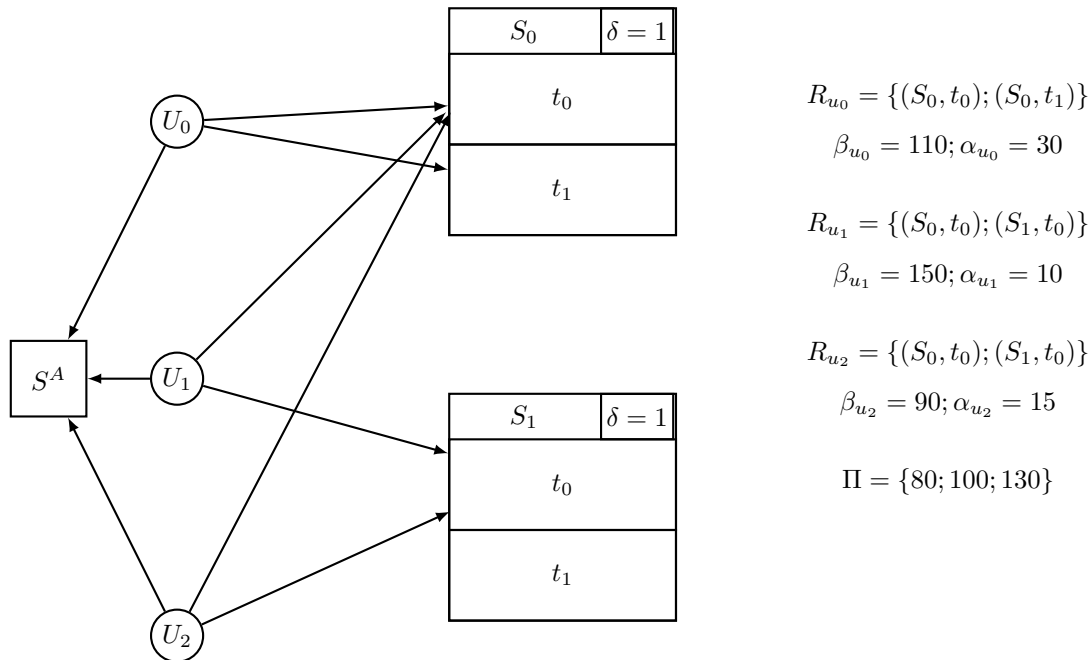 S_0 δ = 1
t_0
t_1
U_0
S^A
U_1
U_2
S_1 δ = 1
t_0
t_1
R_{u_0} = {(S_0, t_0); (S_0, t_1)}
β_{u_0} = 110; α_{u_0} = 30
R_{u_1} = {(S_0, t_0); (S_1, t_0)}
β_{u_1} = 150; α_{u_1} = 10
R_{u_2} = {(S_0, t_0); (S_1, t_0)}
β_{u_2} = 90; α_{u_2} = 15
Π = {80; 100; 130}